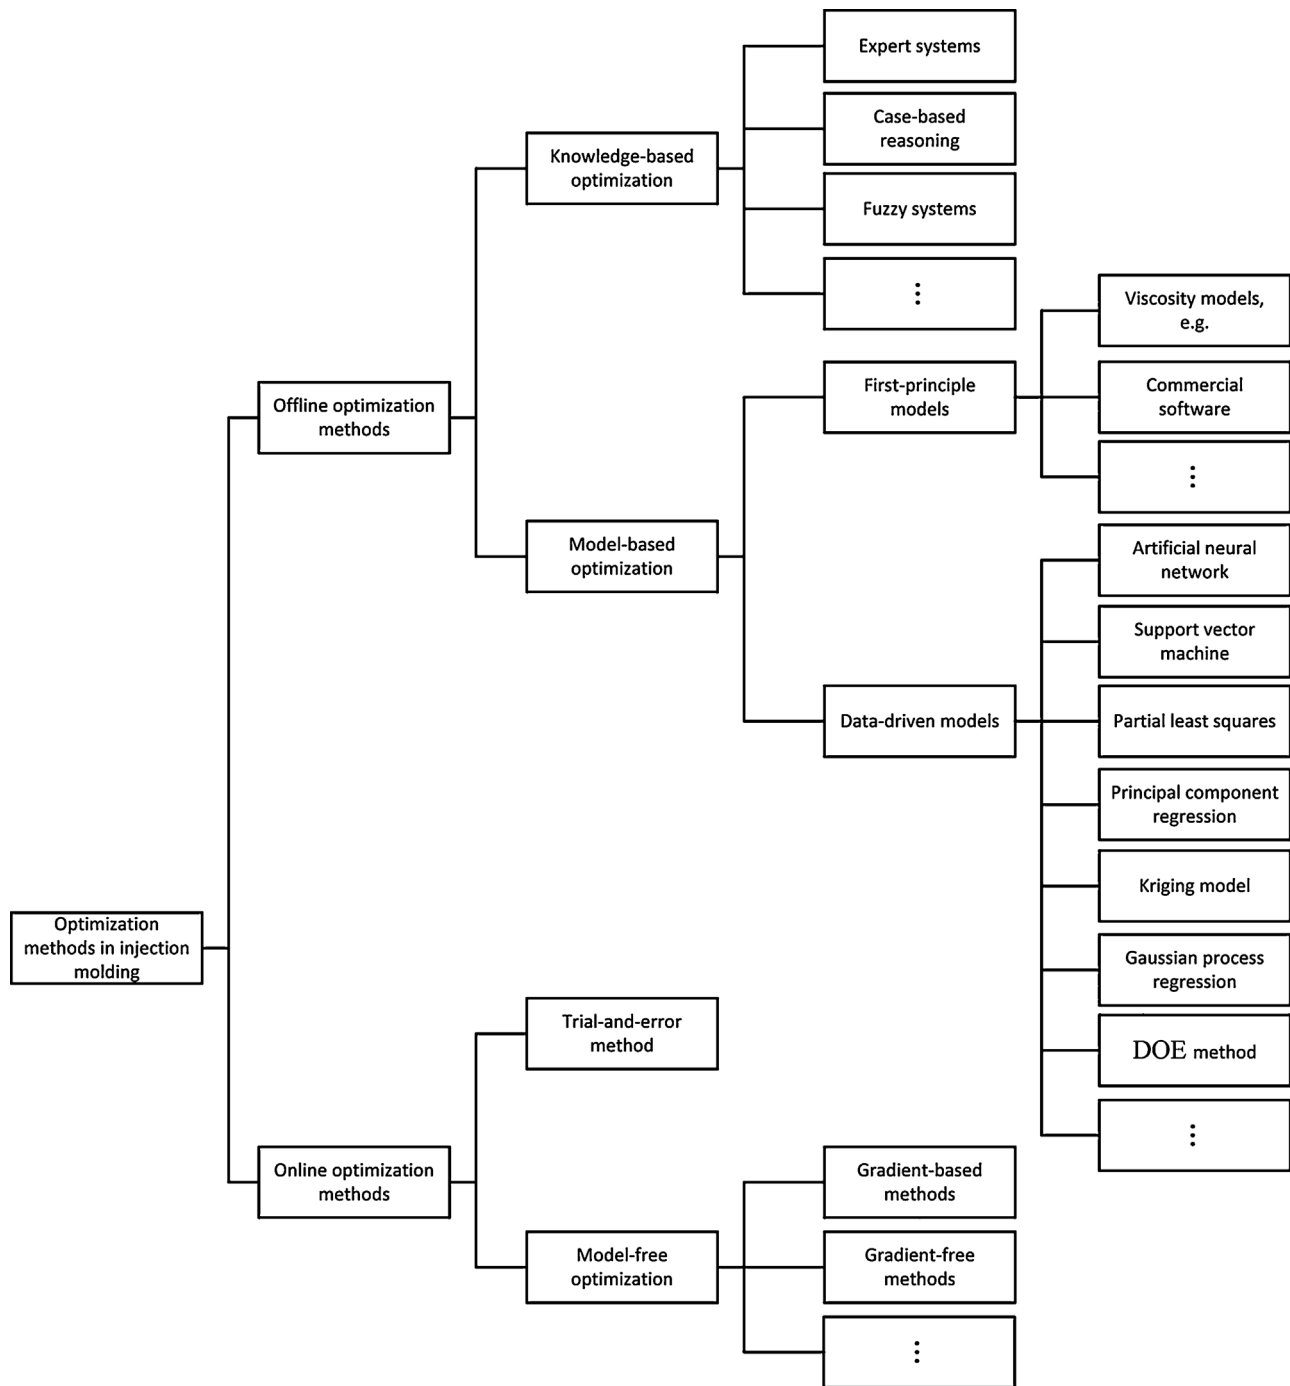 Expert systems
Case-based
reasoning
Knowledge-based
optimization
Fuzzy systems
⋮
Viscosity models,
e.g.
First-principle
models
Commercial
software
Offline optimization
methods
⋮
Model-based
optimization
Artificial neural
network
Support vector
machine
Data-driven models
Partial least squares
Principal component
regression
Kriging model
Optimization
methods in injection
molding
Gaussian process
regression
Trial-and-error
method
DOE method
⋮
Online optimization
methods
Gradient-based
methods
Model-free
optimization
Gradient-free
methods
⋮